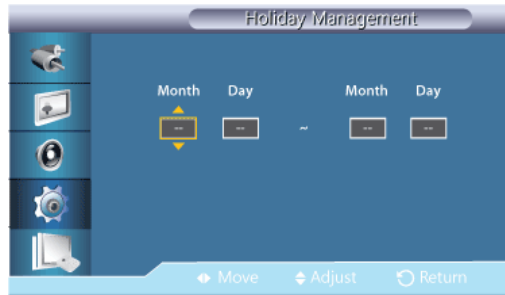 Holiday Management
Month Day Month Day
-- -- ~ -- --
Move Adjust Return